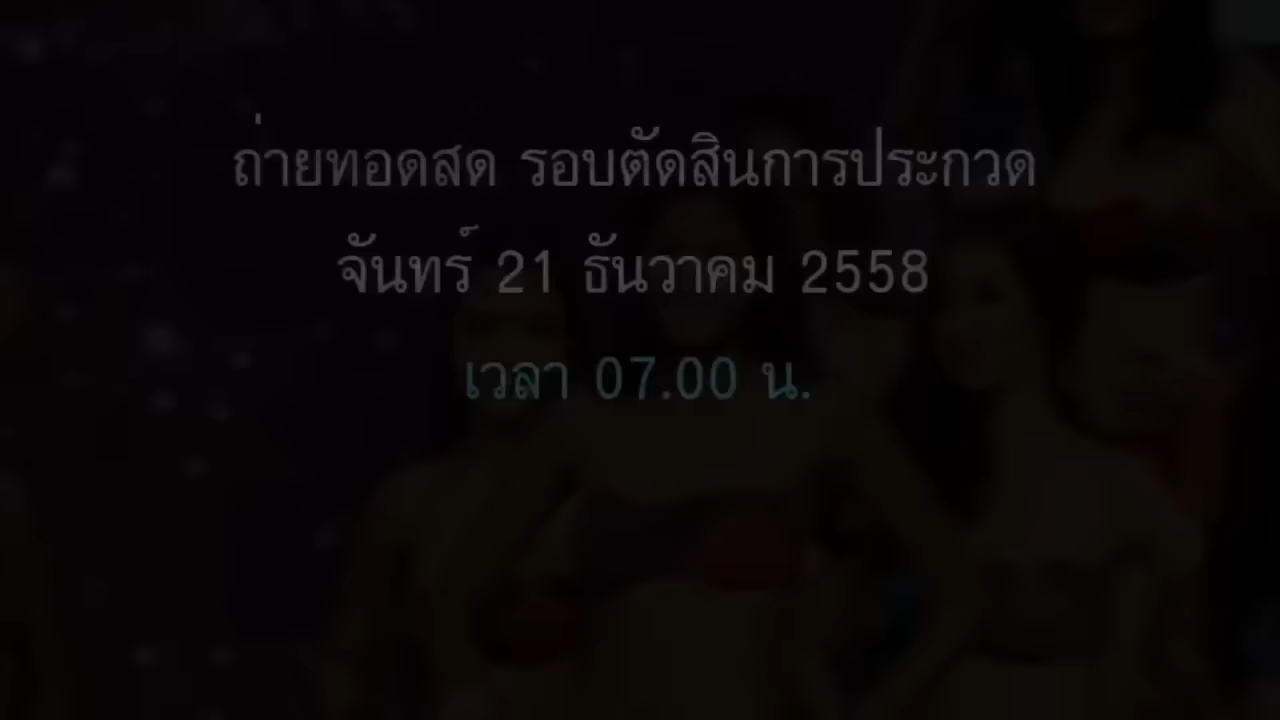 ถ่ายทอดสด รอบตัดสินการประกวด
จันทร์ 21 ธันวาคม 2558
เวลา 07.00 น.